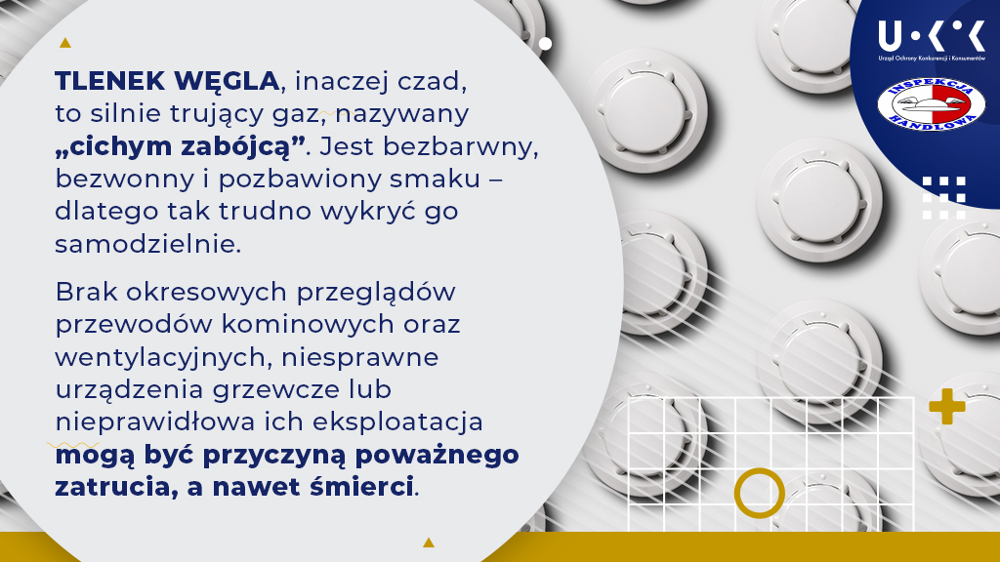 TLENEK WĘGLA, inaczej czad,
to silnie trujący gaz, nazywany
„cichym zabójcą”. Jest bezbarwny,
bezwonny i pozbawiony smaku –
dlatego tak trudno wykryć go
samodzielnie.
Brak okresowych przeglądów
przewodów kominowych oraz
wentylacyjnych, niesprawne
urządzenia grzewcze lub
nieprawidłowa ich eksploatacja
mogą być przyczyną poważnego
zatrucia, a nawet śmierci.
UOKiK
Urząd Ochrony Konkurencji i Konsumentów
INSPEKCJA
HANDLOWA